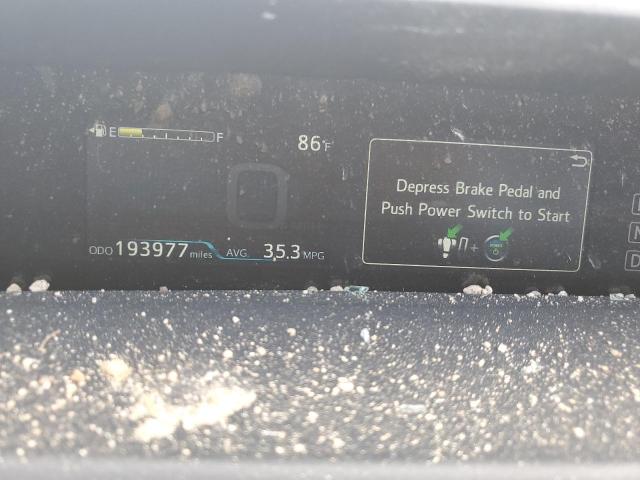 E F
86°F
Depress Brake Pedal and
Push Power Switch to Start
ODO 193977 miles AVG. 35.3 MPG
N
D